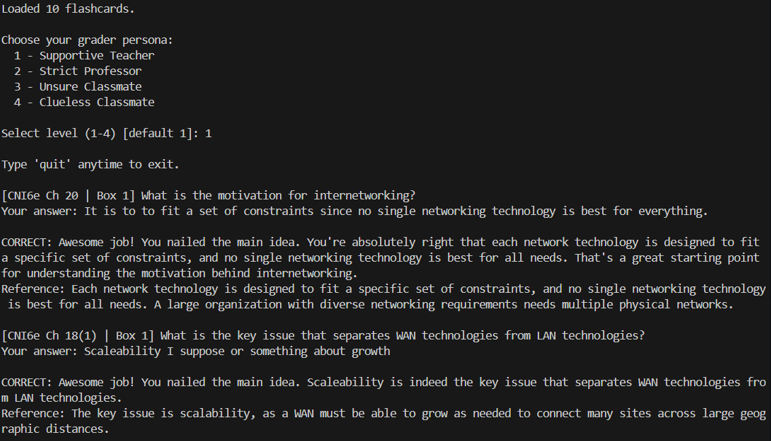 Loaded 10 flashcards.
Choose your grader persona:
1 - Supportive Teacher
2 - Strict Professor
3 - Unsure Classmate
4 - Clueless Classmate
Select level (1-4) [default 1]: 1
Type 'quit' anytime to exit.
[CNI6e Ch 20 | Box 1] What is the motivation for internetworking?
Your answer: It is to to fit a set of constraints since no single networking technology is best for everything.
CORRECT: Awesome job! You nailed the main idea. You're absolutely right that each network technology is designed to fit
a specific set of constraints, and no single networking technology is best for all needs. That's a great starting point
for understanding the motivation behind internetworking.
Reference: Each network technology is designed to fit a specific set of constraints, and no single networking technology
is best for all needs. A large organization with diverse networking requirements needs multiple physical networks.
[CNI6e Ch 18(1) | Box 1] What is the key issue that separates WAN technologies from LAN technologies?
Your answer: Scaleability I suppose or something about growth
CORRECT: Awesome job! You nailed the main idea. Scaleability is indeed the key issue that separates WAN technologies fro
m LAN technologies.
Reference: The key issue is scalability, as a WAN must be able to grow as needed to connect many sites across large geog
raphic distances.